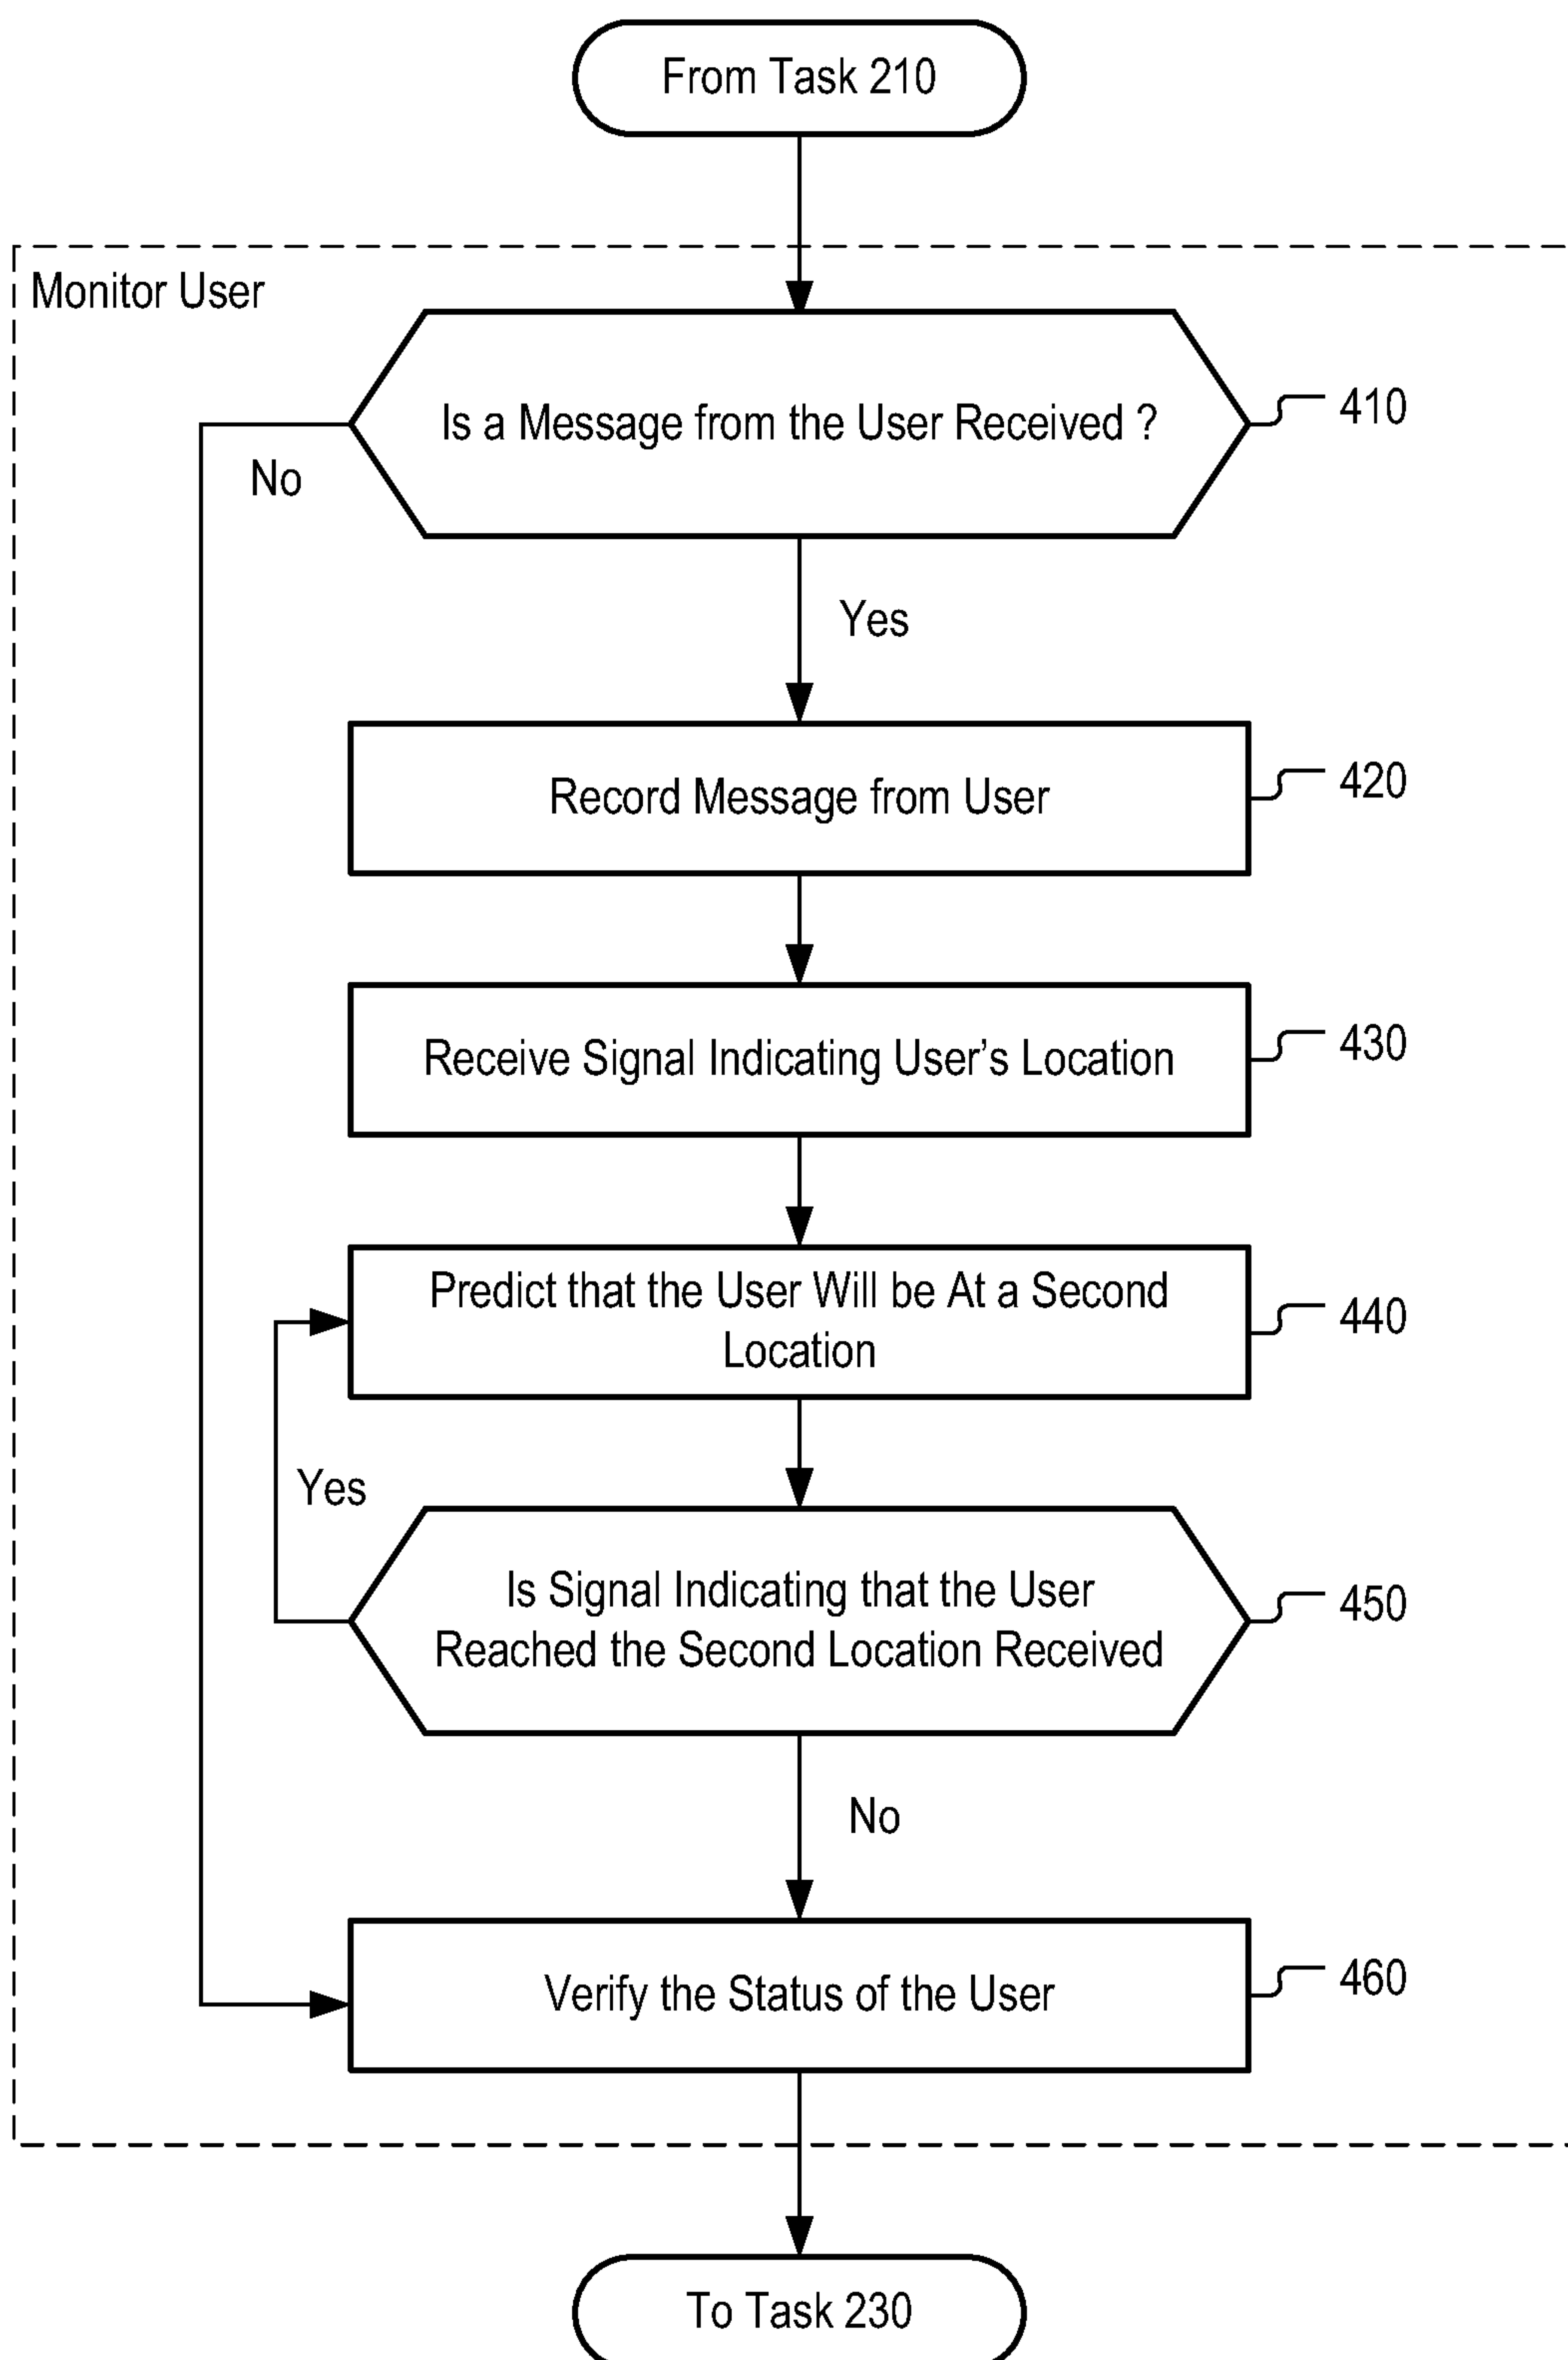 From Task 210
Monitor User
Is a Message from the User Received ?
410
No
Yes
Record Message from User
420
Receive Signal Indicating User’s Location
430
Predict that the User Will be At a Second
Location
440
Yes
Is Signal Indicating that the User
Reached the Second Location Received
450
No
Verify the Status of the User
460
To Task 230